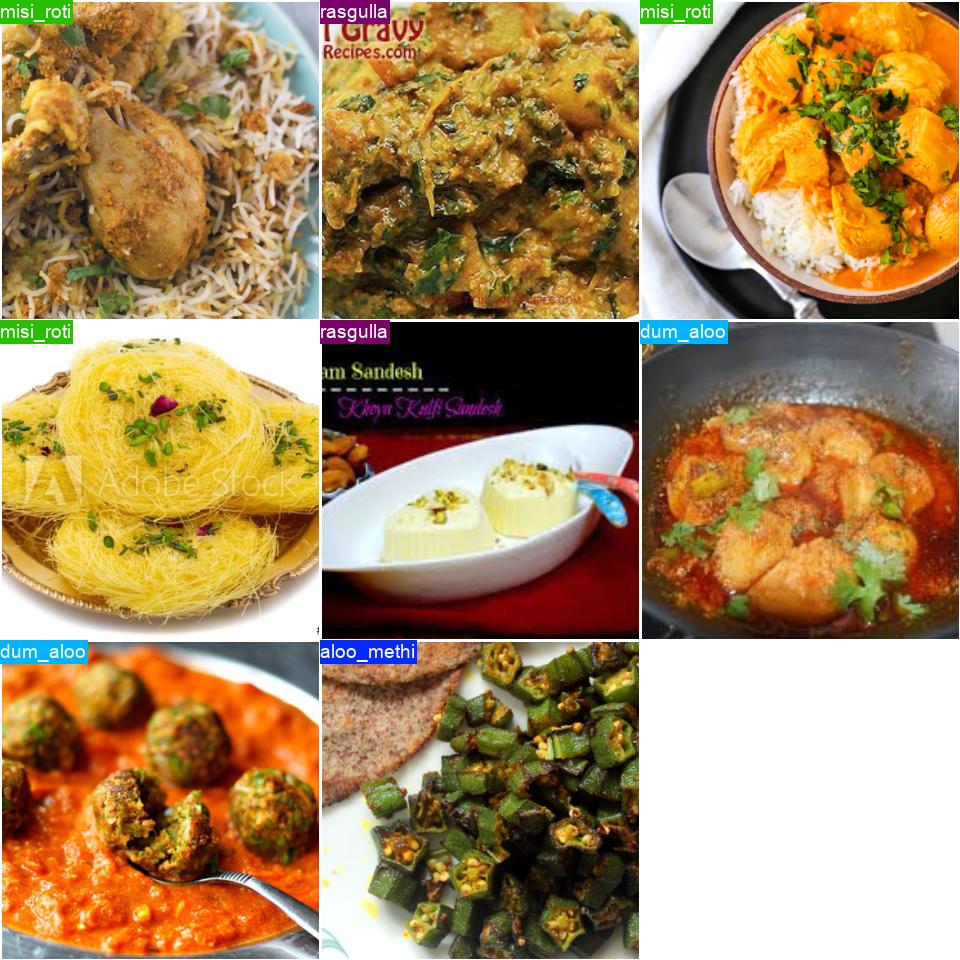 misi_roti
rasgulla
misi_roti
Gravy
Recipes.com
misi_roti
rasgulla
dum_aloo
am Sandesh
Khoya Kulfi Sandesh
Adobe Stock
dum_aloo
aloo_methi